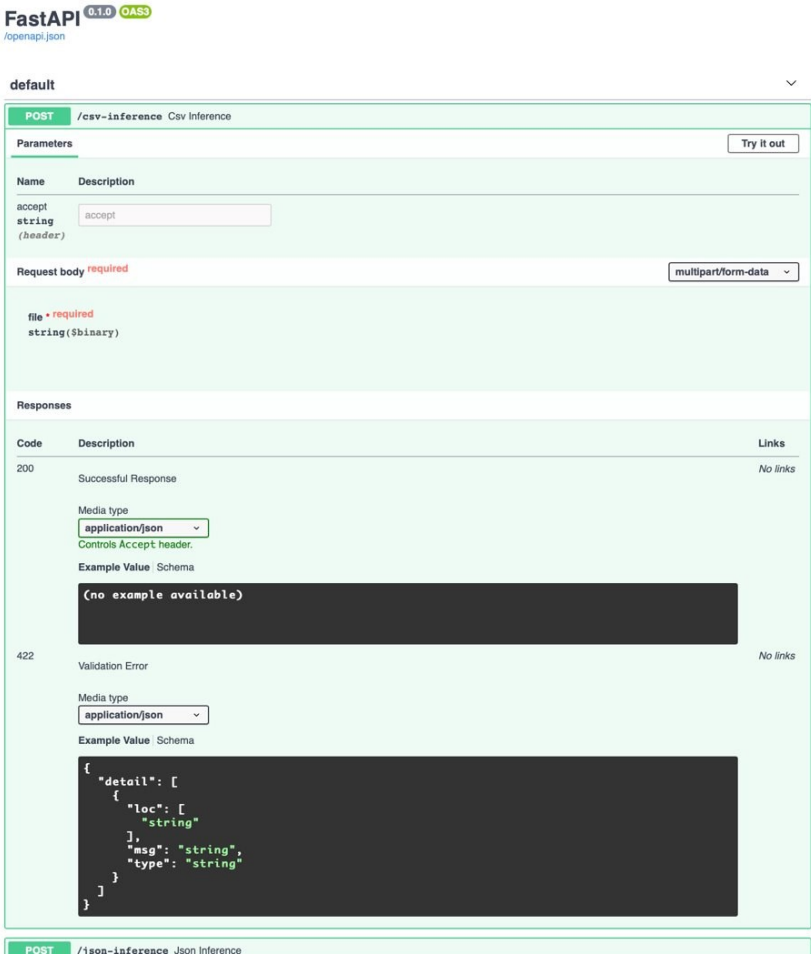 FastAPI 0.1.0 OAS3
/openapi.json
default
POST /csv-inference Csv Inference
Parameters Try it out
Name Description
accept
string
(header)
accept
Request body required multipart/form-data
file * required
string($binary)
Responses
Code Description Links
200 Successful Response No links
Media type
application/json
Controls Accept header.
Example Value Schema
(no example available)
422 Validation Error No links
Media type
application/json
Example Value Schema
{
  "detail": [
    {
      "loc": [
        "string"
      ],
      "msg": "string",
      "type": "string"
    }
  ]
}
POST /json-inference Json Inference